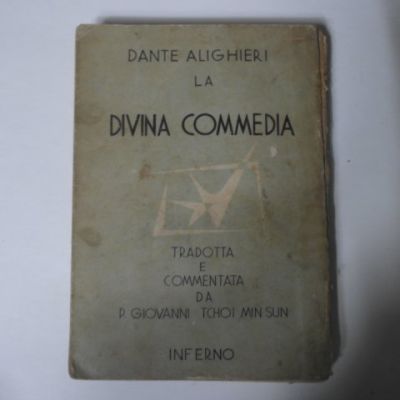 DANTE ALIGHIERI
LA
DIVINA COMMEDIA
TRADOTTA
E
COMMENTATA
DA
P. GIOVANNI TCHOI MIN SUN
INFERNO